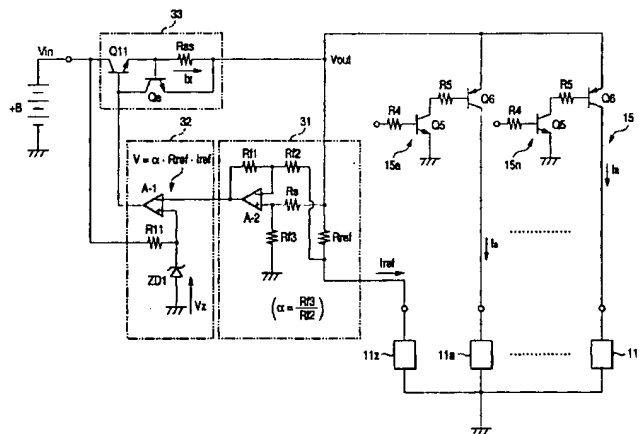 33
Vin
Q11
Ras
Ix
Qa
Vout
+B
R5
Q6
R5
Q6
R4
Q5
R4
Q5
15
15a
15n
Ia
Ia
32
31
V = α · Rref · Iref
Rf1
Rf2
A-1
A-2
Rs
R11
Rf3
Rref
ZD1
Vz
Iref
(α = Rf3/Rf2)
11z
11a
11